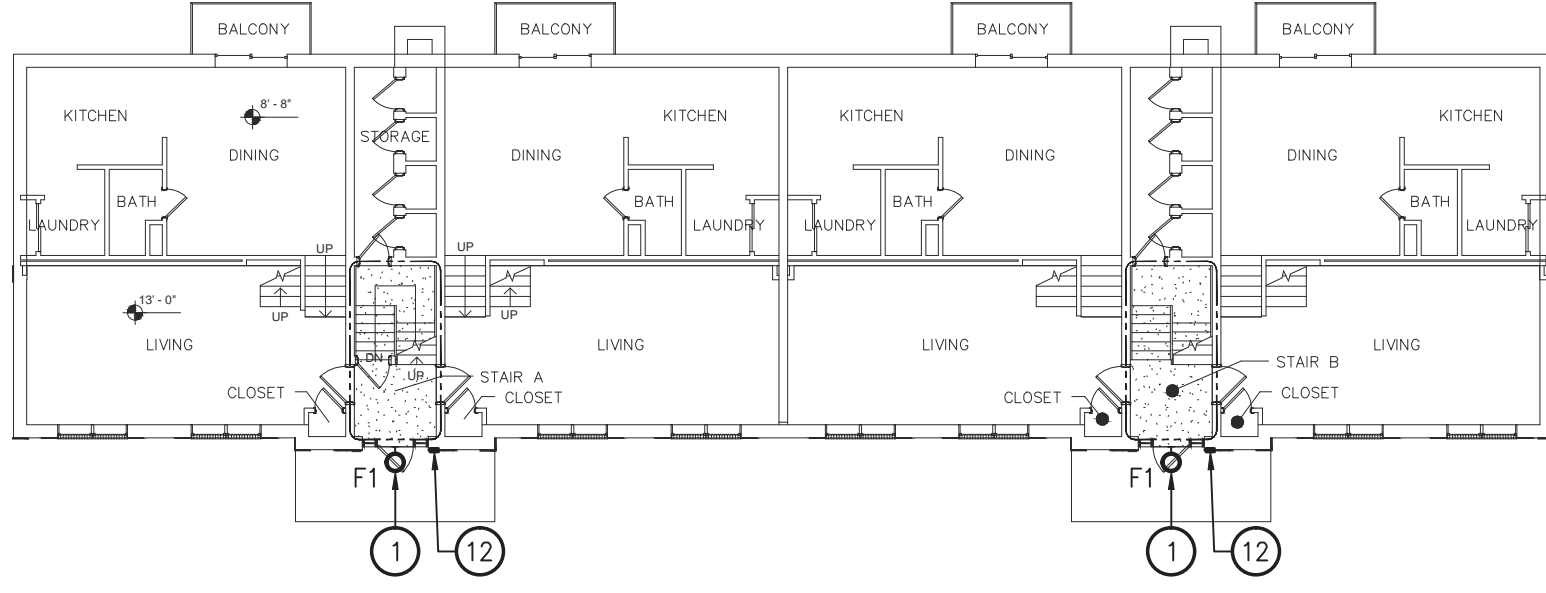 BALCONY BALCONY BALCONY BALCONY
8' - 8"
KITCHEN KITCHEN KITCHEN KITCHEN
STORAGE
DINING DINING DINING DINING
BATH BATH BATH BATH
LAUNDRY LAUNDRY LAUNDRY LAUNDRY
UP UP
13' - 0"
UP UP
LIVING LIVING LIVING LIVING
DN
UP STAIR A STAIR B
CLOSET CLOSET CLOSET CLOSET
F1 F1
1 12 1 12